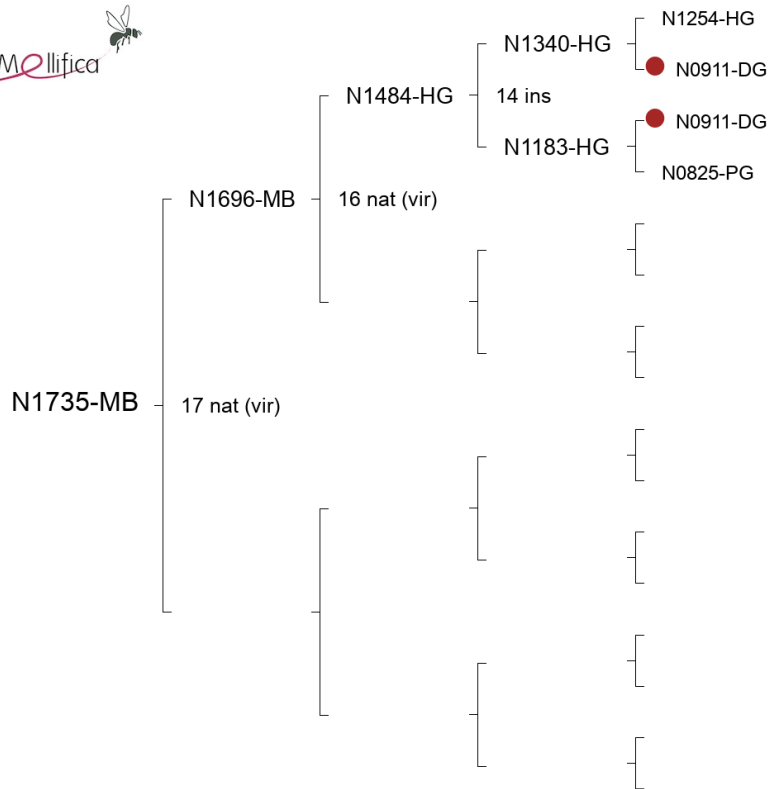 Mellifica
N1254-HG
N1340-HG
N0911-DG
N1484-HG
14 ins
N0911-DG
N1183-HG
N0825-PG
N1696-MB
16 nat (vir)
N1735-MB
17 nat (vir)